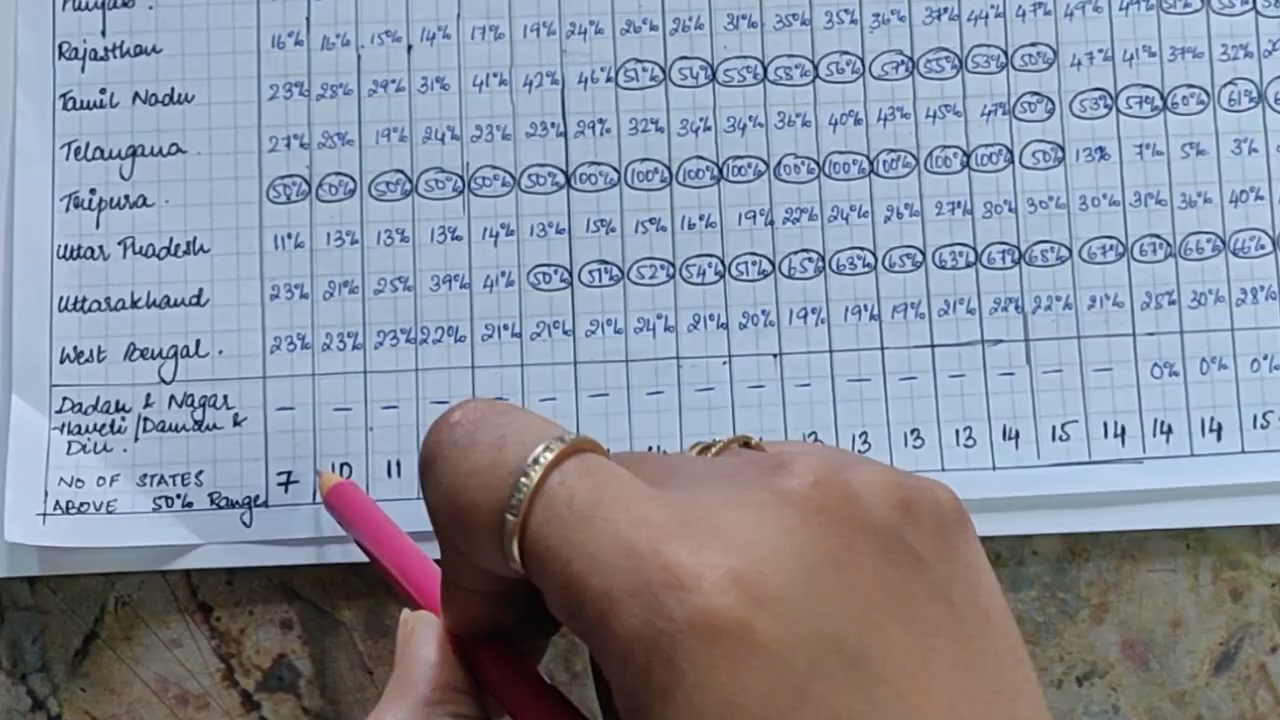 Rajasthan 16% 16% 15% 14% 17% 19% 24% 26% 26% 31% 35% 35% 36% 37% 44% 47% 49% 49% 51% 55%
Tamil Nadu 23% 28% 29% 31% 41% 42% 46% 51% 54% 55% 58% 56% 57% 55% 53% 50% 47% 41% 37% 32%
Telangana 27% 25% 19% 24% 23% 23% 29% 32% 34% 34% 36% 40% 43% 45% 47% 50% 53% 57% 60% 61%
Tripura. 50% 50% 50% 50% 50% 50% 100% 100% 100% 100% 100% 100% 100% 100% 100% 50% 13% 7% 5% 3%
Uttar Pradesh 11% 13% 13% 13% 14% 13% 15% 15% 16% 19% 22% 24% 26% 27% 30% 30% 30% 31% 36% 40%
Uttarakhand 23% 21% 25% 39% 41% 50% 51% 52% 54% 51% 65% 63% 65% 63% 67% 68% 67% 67% 66% 66%
West Bengal. 23% 23% 23% 22% 21% 21% 21% 24% 21% 20% 19% 19% 19% 21% 22% 22% 21% 28% 30% 28%
Dadar & Nagar — — — — — — — — — — — — — — — — — 0% 0% 0%
Haveli / Daman &
Diu.
NO OF STATES 7 10 11 13 13 13 13 14 15 14 14 14 15
ABOVE 50% Range